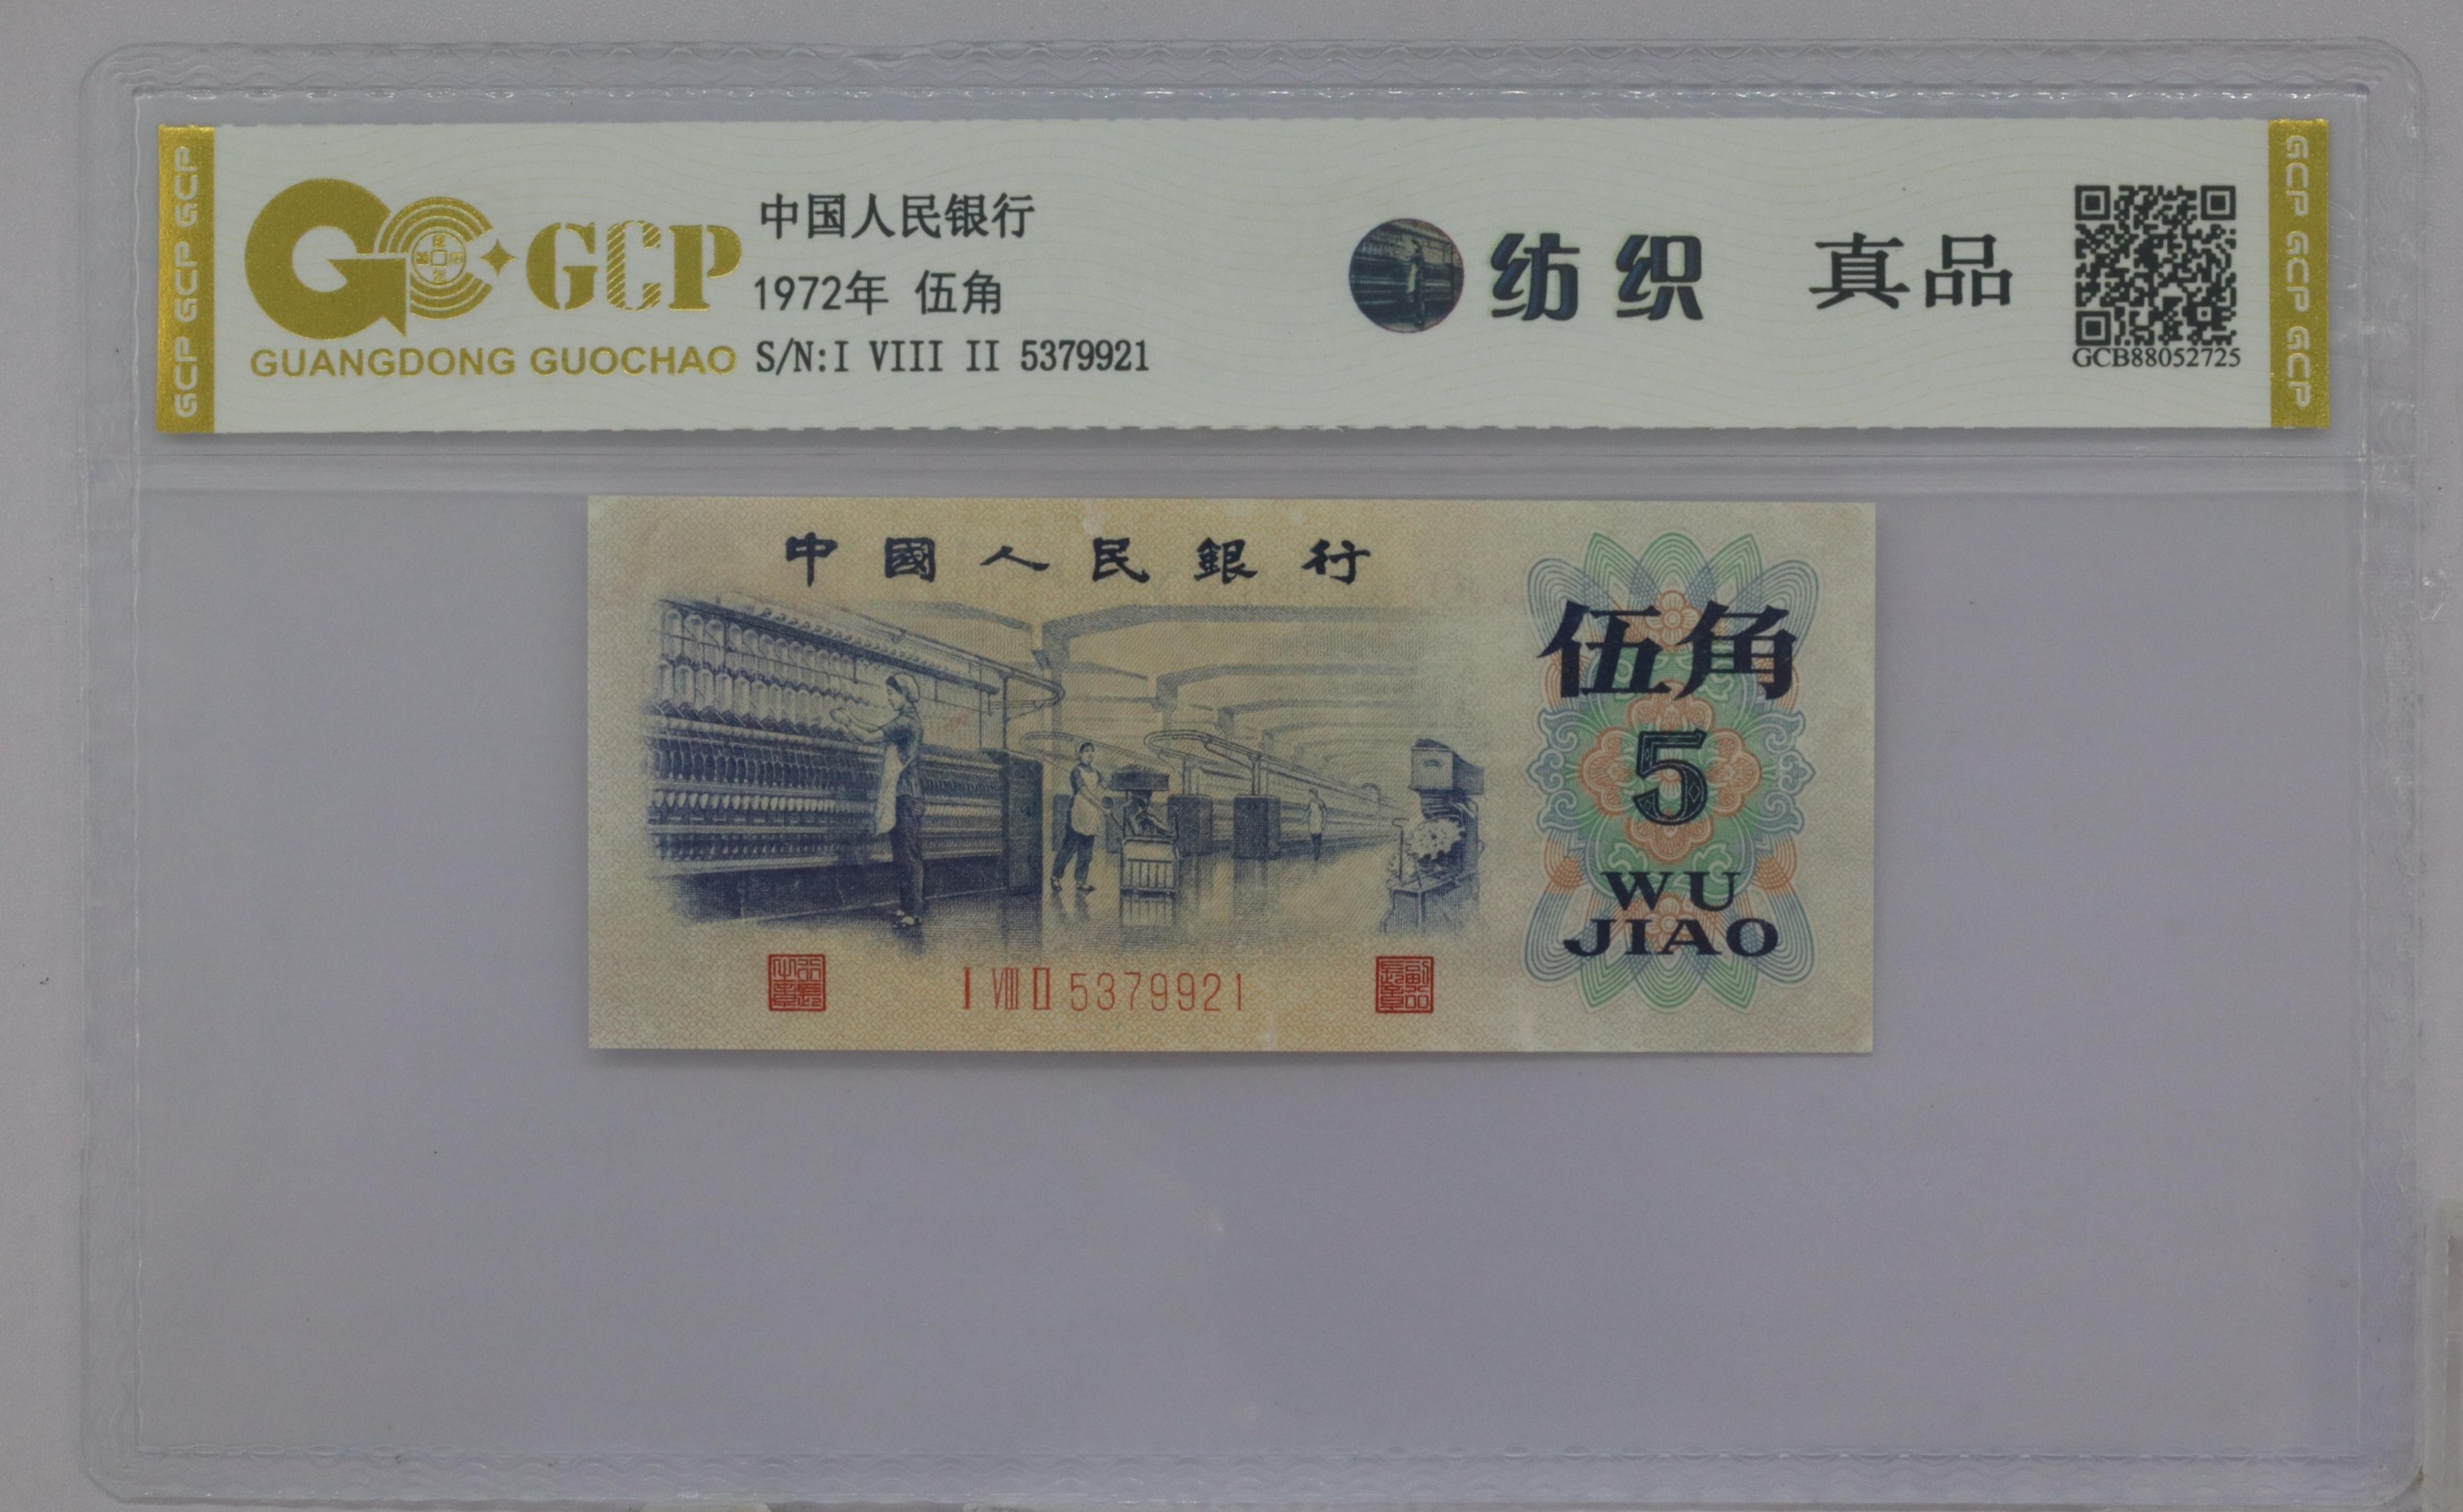 GCP GCP GCP
GCP
GUANGDONG GUOCHAO
中国人民银行
1972年 伍角
S/N:I VIII II 5379921
纺织 真品
GCB88052725
GCP GCP GCP
中國人民銀行
伍角
5
WU
JIAO
I VIII II 5379921